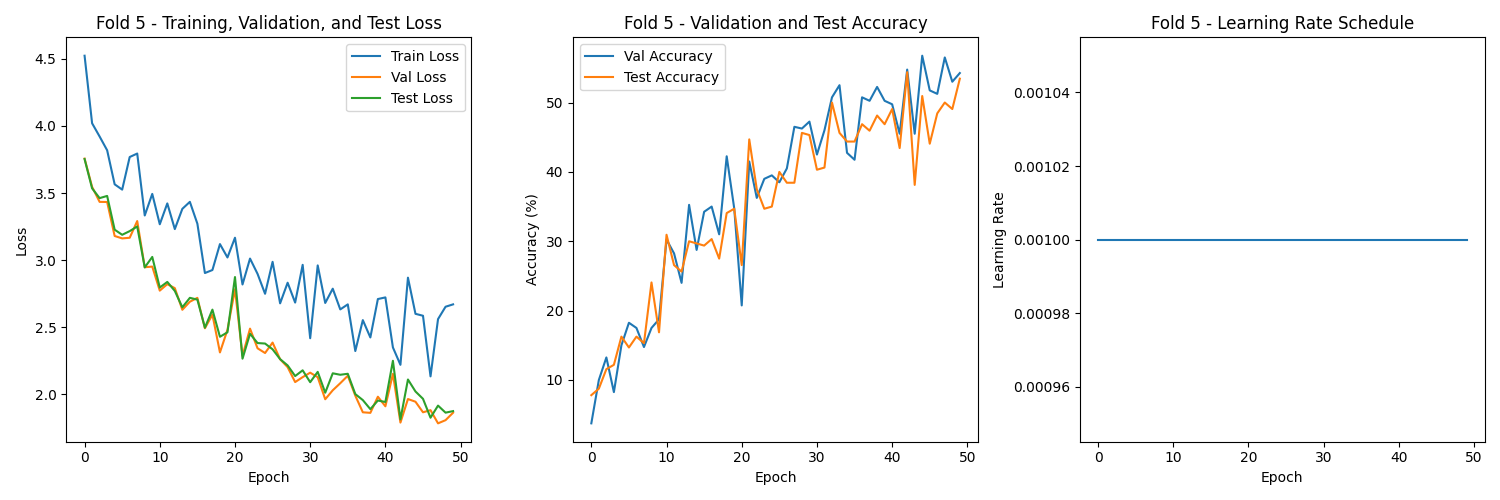 Fold 5 - Training, Validation, and Test Loss
Train Loss
Val Loss
Test Loss
4.5
4.0
3.5
3.0
2.5
2.0
Loss
0 10 20 30 40 50
Epoch
Fold 5 - Validation and Test Accuracy
Val Accuracy
Test Accuracy
50
40
30
20
10
Accuracy (%)
0 10 20 30 40 50
Epoch
Fold 5 - Learning Rate Schedule
0.00104
0.00102
0.00100
0.00098
0.00096
Learning Rate
0 10 20 30 40 50
Epoch